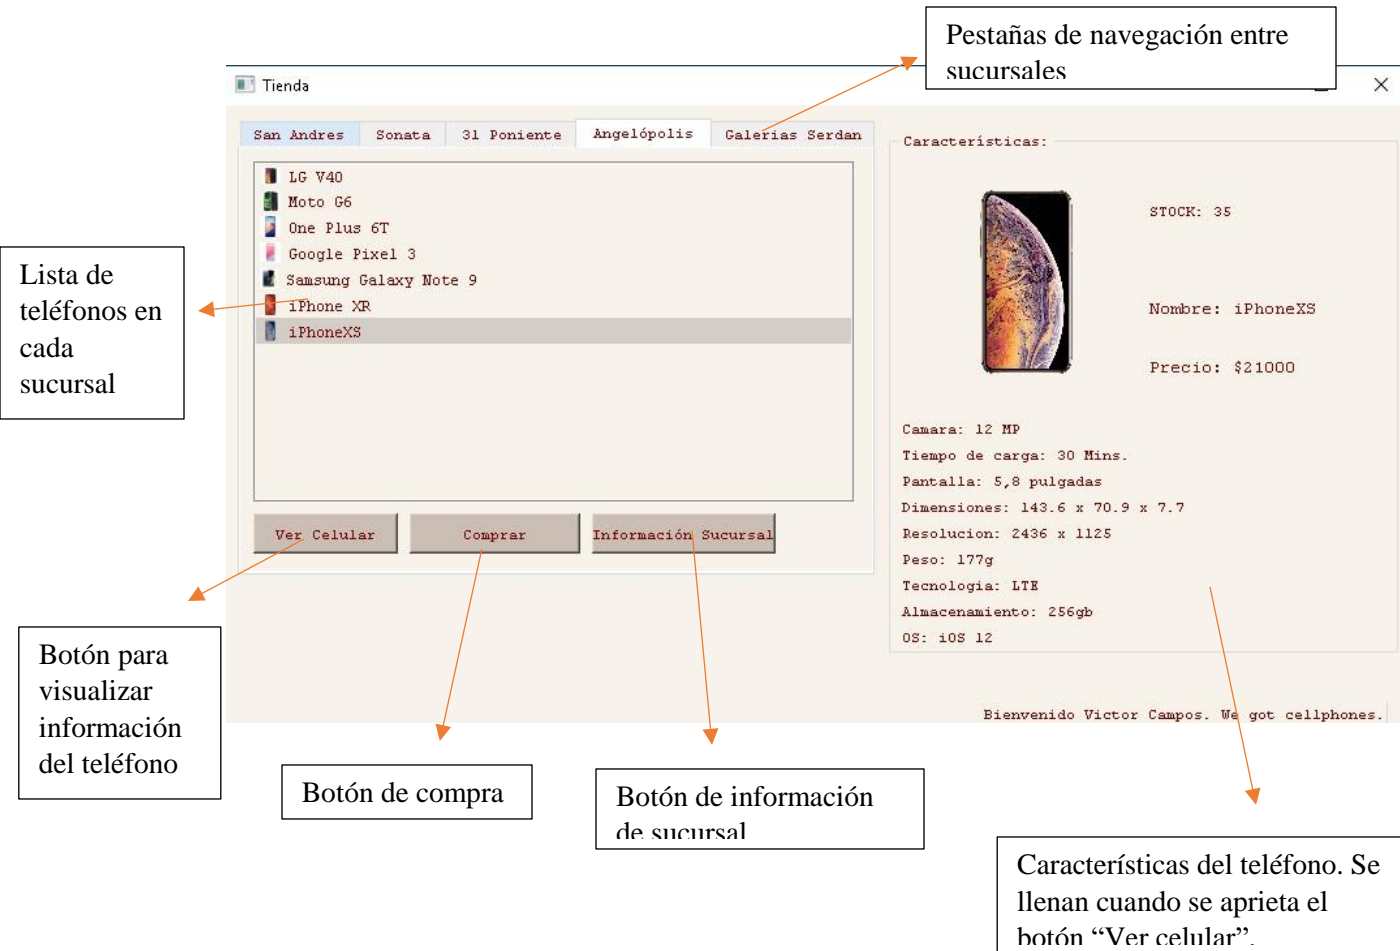 Pestañas de navegación entre
sucursales
Tienda
San Andres
Sonata
31 Poniente
Angelópolis
Galerias Serdan
LG V40
Moto G6
One Plus 6T
Google Pixel 3
Samsung Galaxy Note 9
iPhone XR
iPhoneXS
Ver Celular
Comprar
Información Sucursal
Características:
STOCK: 35
Nombre: iPhoneXS
Precio: $21000
Camara: 12 MP
Tiempo de carga: 30 Mins.
Pantalla: 5,8 pulgadas
Dimensiones: 143.6 x 70.9 x 7.7
Resolucion: 2436 x 1125
Peso: 177g
Tecnologia: LTE
Almacenamiento: 256gb
OS: iOS 12
Bienvenido Victor Campos. We got cellphones.
Lista de
teléfonos en
cada
sucursal
Botón para
visualizar
información
del teléfono
Botón de compra
Botón de información
de sucursal
Características del teléfono. Se
llenan cuando se aprieta el
botón “Ver celular”.